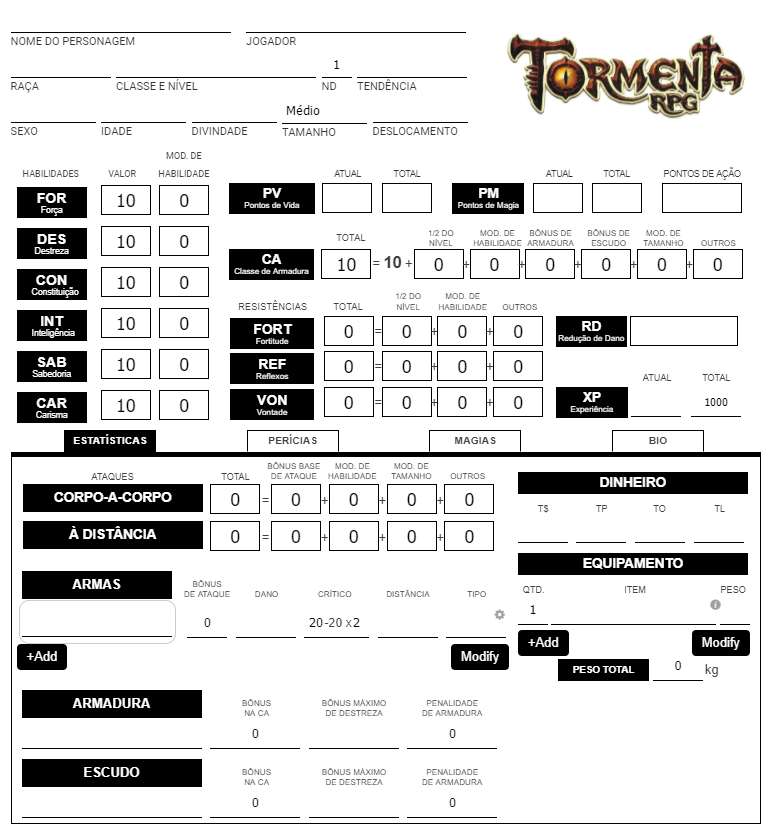 NOME DO PERSONAGEM JOGADOR
TORMENTA
RPG
1
RAÇA CLASSE E NÍVEL ND TENDÊNCIA
Médio
SEXO IDADE DIVINDADE TAMANHO DESLOCAMENTO
HABILIDADES VALOR MOD. DE HABILIDADE
FOR 10 0
Força
DES 10 0
Destreza
CON 10 0
Constituição
INT 10 0
Inteligência
SAB 10 0
Sabedoria
CAR 10 0
Carisma
ATUAL TOTAL ATUAL TOTAL PONTOS DE AÇÃO
PV PM
Pontos de Vida Pontos de Magia
TOTAL 1/2 DO NÍVEL MOD. DE HABILIDADE BÔNUS DE ARMADURA BÔNUS DE ESCUDO MOD. DE TAMANHO OUTROS
CA 10 = 10 + 0 + 0 + 0 + 0 + 0 + 0
Classe de Armadura
RESISTÊNCIAS TOTAL 1/2 DO NÍVEL MOD. DE HABILIDADE OUTROS
FORT 0 = 0 + 0 + 0
Fortitude
REF 0 = 0 + 0 + 0
Reflexos
VON 0 = 0 + 0 + 0
Vontade
RD
Redução de Dano
ATUAL TOTAL
XP 1000
Experiência
ESTATÍSTICAS PERÍCIAS MAGIAS BIO
ATAQUES TOTAL BÔNUS BASE DE ATAQUE MOD. DE HABILIDADE MOD. DE TAMANHO OUTROS
CORPO-A-CORPO 0 = 0 + 0 + 0 + 0
À DISTÂNCIA 0 = 0 + 0 + 0 + 0
ARMAS BÔNUS DE ATAQUE DANO CRÍTICO DISTÂNCIA TIPO
0 20-20 x2
+Add Modify
ARMADURA BÔNUS NA CA BÔNUS MÁXIMO DE DESTREZA PENALIDADE DE ARMADURA
0 0
ESCUDO BÔNUS NA CA BÔNUS MÁXIMO DE DESTREZA PENALIDADE DE ARMADURA
0 0
DINHEIRO
T$ TP TO TL
EQUIPAMENTO
QTD. ITEM PESO
1
+Add Modify
PESO TOTAL 0 kg